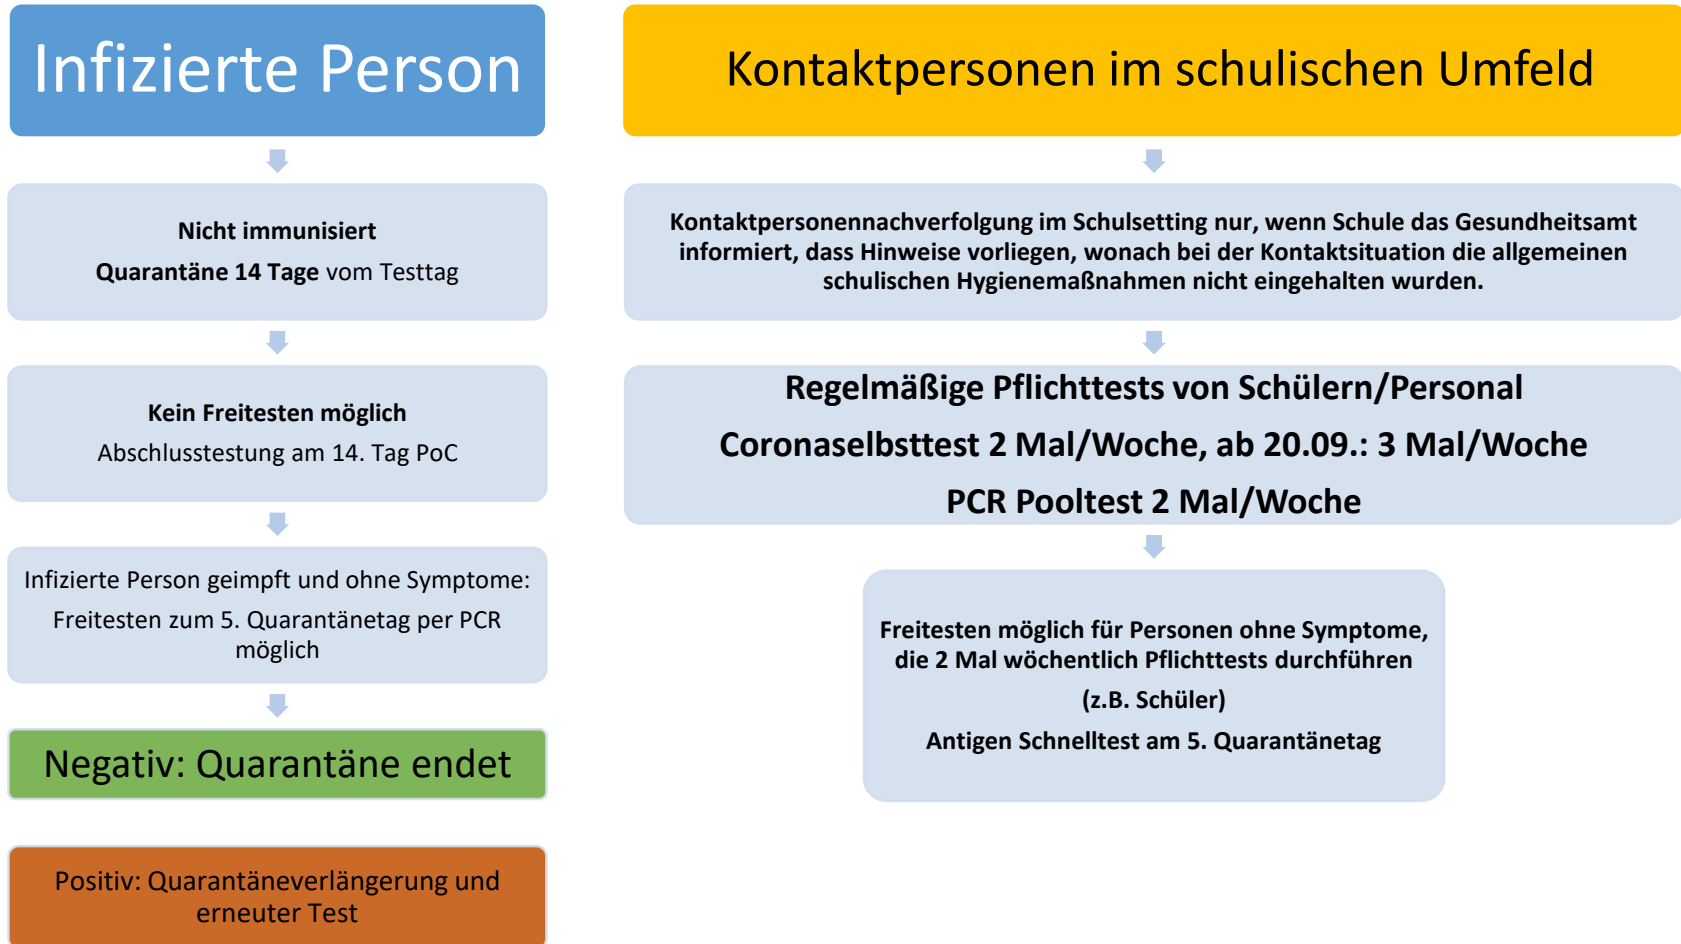 Infizierte Person
Nicht immunisiert
Quarantäne 14 Tage vom Testtag
Kein Freitesten möglich
Abschlusstestung am 14. Tag PoC
Infizierte Person geimpft und ohne Symptome:
Freitesten zum 5. Quarantänetag per PCR
möglich
Negativ: Quarantäne endet
Positiv: Quarantäneverlängerung und
erneuter Test
Kontaktpersonen im schulischen Umfeld
Kontaktpersonennachverfolgung im Schulsetting nur, wenn Schule das Gesundheitsamt
informiert, dass Hinweise vorliegen, wonach bei der Kontaktsituation die allgemeinen
schulischen Hygienemaßnahmen nicht eingehalten wurden.
Regelmäßige Pflichttests von Schülern/Personal
Coronaselbsttest 2 Mal/Woche, ab 20.09.: 3 Mal/Woche
PCR Pooltest 2 Mal/Woche
Freitesten möglich für Personen ohne Symptome,
die 2 Mal wöchentlich Pflichttests durchführen
(z.B. Schüler)
Antigen Schnelltest am 5. Quarantänetag